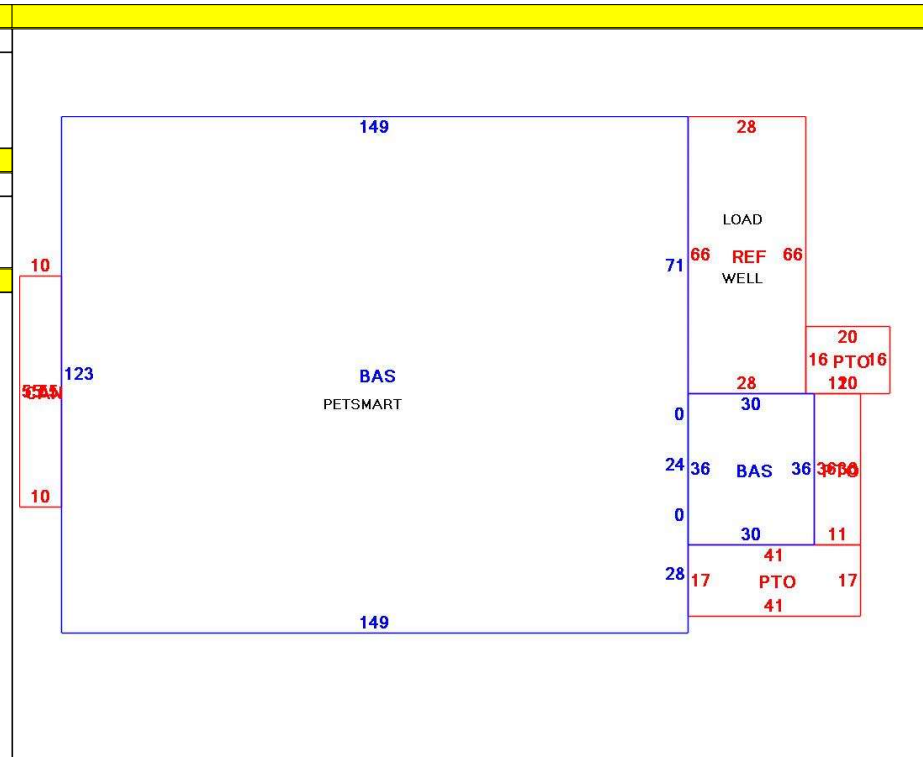 149
28
LOAD
10
71 66 REF 66
WELL
20
16 PTO 16
123
BAS
28
PETSMART
30
0
24 36 BAS 36
10
0
30 11
41
28 17 PTO 17
41
149